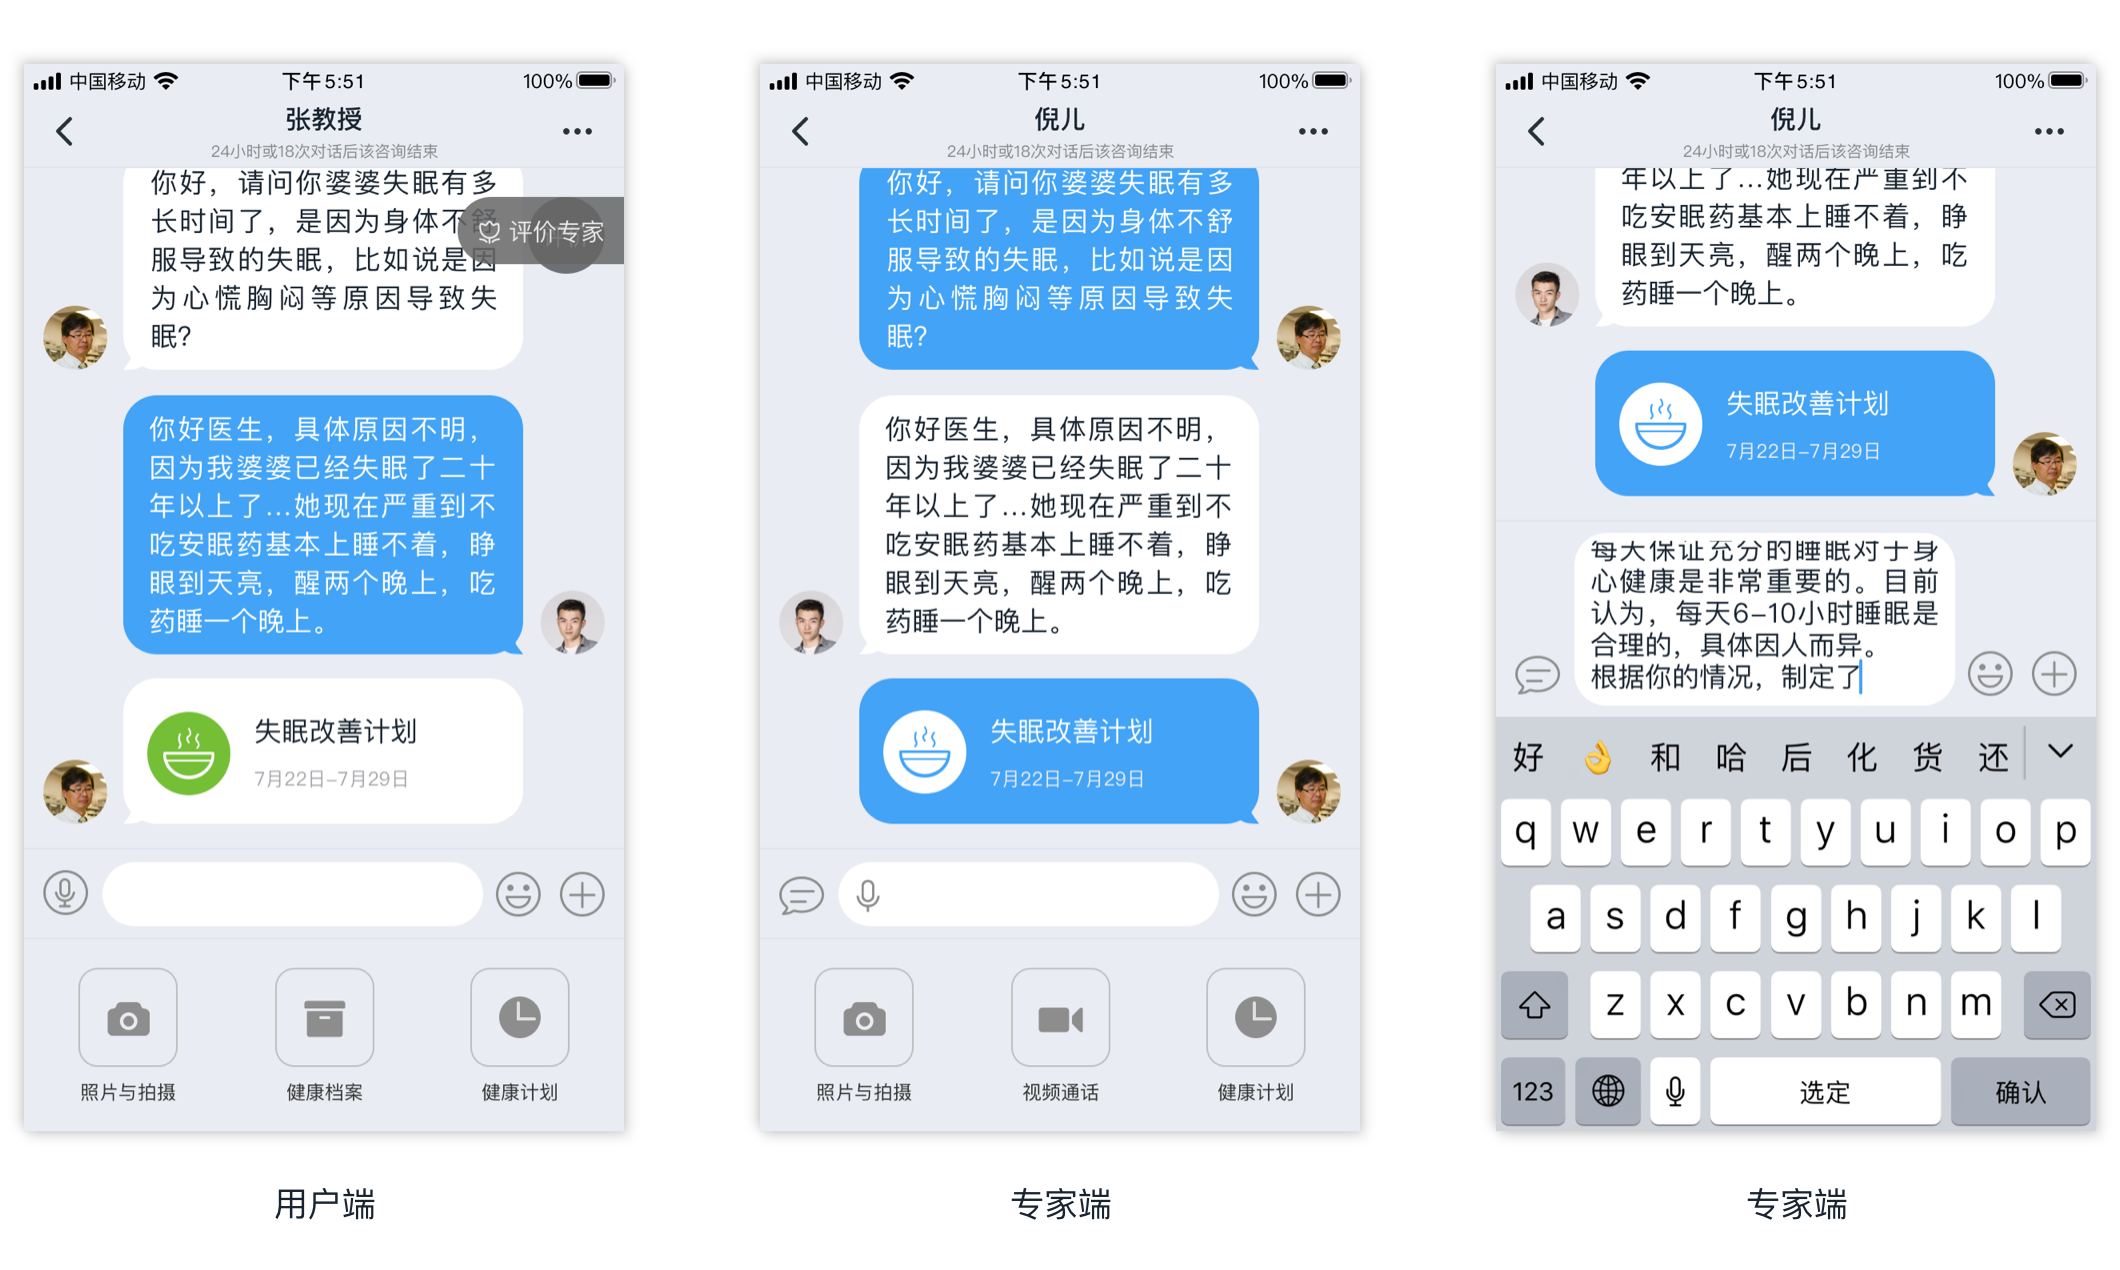 中国移动
下午5:51
100%
张教授
24小时或18次对话后该咨询结束
你好，请问你婆婆失眠有多
长时间了，是因为身体不舒
服导致的失眠，比如说是因
为心慌胸闷等原因导致失
眠?
评价专家
你好医生，具体原因不明，
因为我婆婆已经失眠了二十
年以上了...她现在严重到不
吃安眠药基本上睡不着，睁
眼到天亮，醒两个晚上，吃
药睡一个晚上。
失眠改善计划
7月22日-7月29日
照片与拍摄
健康档案
健康计划
用户端
中国移动
下午5:51
100%
倪儿
24小时或18次对话后该咨询结束
你好，请问你婆婆失眠有多
长时间了，是因为身体不舒
服导致的失眠，比如说是因
为心慌胸闷等原因导致失
眠?
你好医生，具体原因不明，
因为我婆婆已经失眠了二十
年以上了...她现在严重到不
吃安眠药基本上睡不着，睁
眼到天亮，醒两个晚上，吃
药睡一个晚上。
失眠改善计划
7月22日-7月29日
照片与拍摄
视频通话
健康计划
专家端
中国移动
下午5:51
100%
倪儿
24小时或18次对话后该咨询结束
年以上了...她现在严重到不
吃安眠药基本上睡不着，睁
眼到天亮，醒两个晚上，吃
药睡一个晚上。
失眠改善计划
7月22日-7月29日
每天保证充分的睡眠对于身
心健康是非常重要的。目前
认为，每天6-10小时睡眠是
合理的，具体因人而异。
根据你的情况，制定了
好 👌 和 哈 后 化 货 还
q w e r t y u i o p
a s d f g h j k l
z x c v b n m
123 选定 确认
专家端